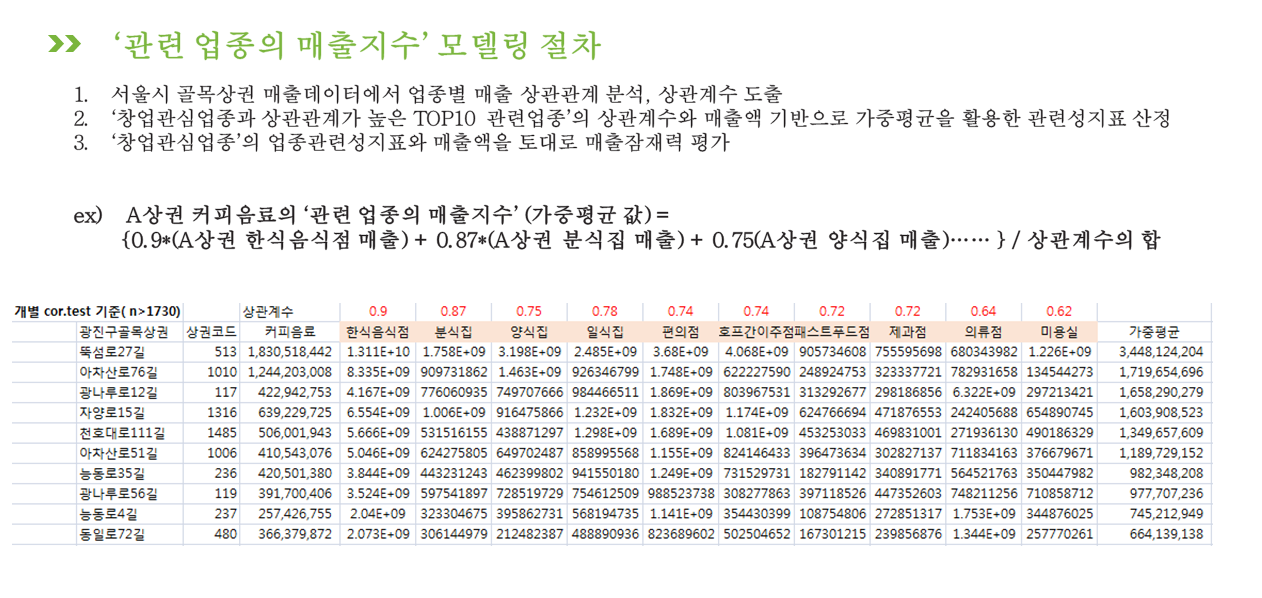 ‘관련 업종의 매출지수’ 모델링 절차
1. 서울시 골목상권 매출데이터에서 업종별 매출 상관관계 분석, 상관계수 도출
2. ‘창업관심업종과 상관관계가 높은 TOP10 관련업종’의 상관계수와 매출액 기반으로 가중평균을 활용한 관련성지표 산정
3. ‘창업관심업종’의 업종관련성지표와 매출액을 토대로 매출잠재력 평가
ex) A상권 커피음료의 ‘관련 업종의 매출지수’ (가중평균 값) =
{0.9*(A상권 한식음식점 매출) + 0.87*(A상권 분식집 매출) + 0.75(A상권 양식집 매출)…… } / 상관계수의 합
개별 cor.test 기준( n>1730) 상관계수 0.9 0.87 0.75 0.78 0.74 0.74 0.72 0.72 0.64 0.62
광진구골목상권 상권코드 커피음료 한식음식점 분식집 양식집 일식집 편의점 호프간이주점 패스트푸드점 제과점 의류점 미용실 가중평균
뚝섬로27길 513 1,830,518,442 1.311E+10 1.758E+09 3.198E+09 2.485E+09 3.68E+09 4.068E+09 905734608 755595698 680343982 1.226E+09 3,448,124,204
아차산로76길 1010 1,244,203,008 8.335E+09 909731862 1.463E+09 926346799 1.748E+09 622227590 248924753 323337721 782931658 134544273 1,719,654,696
광나루로12길 117 422,942,753 4.167E+09 776060935 749707666 984466511 1.869E+09 803967531 313292677 298186856 6.322E+09 297213421 1,658,290,279
자양로15길 1316 639,229,725 6.554E+09 1.006E+09 916475866 1.232E+09 1.832E+09 1.174E+09 624766694 471876553 242405688 654890745 1,603,908,523
천호대로111길 1485 506,001,943 5.666E+09 531516155 438871297 1.298E+09 1.689E+09 1.081E+09 453253033 469831001 271936130 490186329 1,349,657,609
아차산로51길 1006 410,543,076 5.046E+09 624275805 649702487 858995568 1.155E+09 824146433 396473634 302827137 711834163 376679671 1,189,729,152
능동로35길 236 420,501,380 3.844E+09 443231243 462399802 941550180 1.249E+09 731529731 182791142 340891771 564521763 350447982 982,348,208
광나루로56길 119 391,700,406 3.524E+09 597541897 728519729 754612509 988523738 308277863 397118526 447352603 748211256 710858712 977,707,236
능동로4길 237 257,426,755 2.04E+09 323304675 395862731 568194735 1.141E+09 354430399 108754806 272851317 1.753E+09 344876025 745,212,949
동일로72길 480 366,379,872 2.073E+09 306144979 212482387 488890936 823689602 502504652 167301215 239856876 1.344E+09 257770261 664,139,138